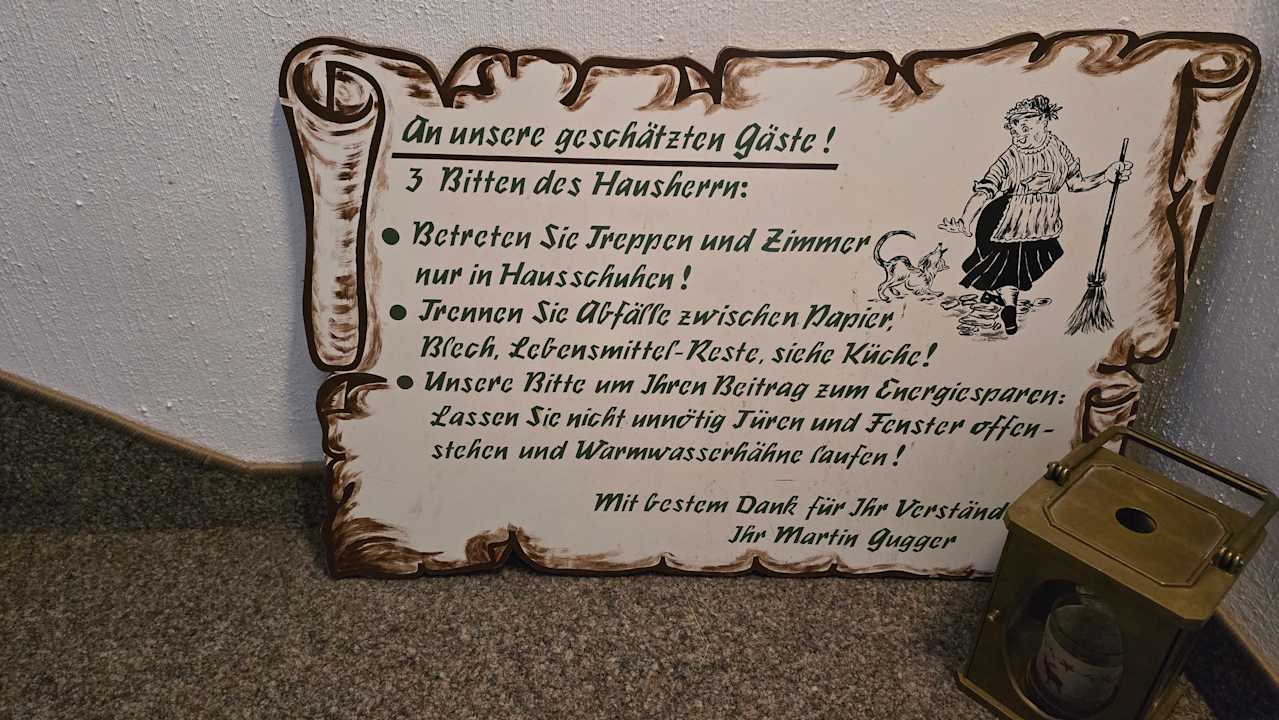 An unsere geschätzten Gäste!
3 Bitten des Hausherrn:
• Betreten Sie Treppen und Zimmer
nur in Hausschuhen!
• Trennen Sie Abfälle zwischen Papier,
Blech, Lebensmittel-Reste, siehe Küche!
• Unsere Bitte um Ihren Beitrag zum Energiesparen:
Lassen Sie nicht unnötig Türen und Fenster offen-
stehen und Warmwasserhähne laufen!
Mit bestem Dank für Ihr Verständ
Ihr Martin Gugger